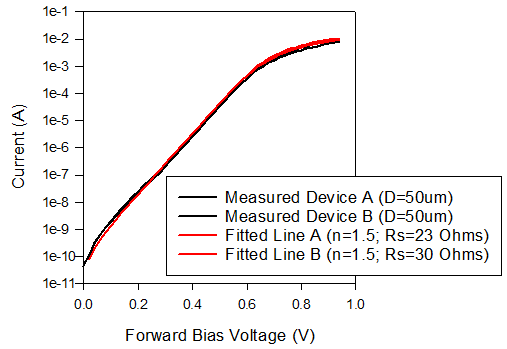 1e-1
1e-2
1e-3
1e-4
1e-5
1e-6
1e-7
1e-8
1e-9
1e-10
1e-11
Current (A)
Measured Device A (D=50um)
Measured Device B (D=50um)
Fitted Line A (n=1.5; Rs=23 Ohms)
Fitted Line B (n=1.5; Rs=30 Ohms)
0.0 0.2 0.4 0.6 0.8 1.0
Forward Bias Voltage (V)